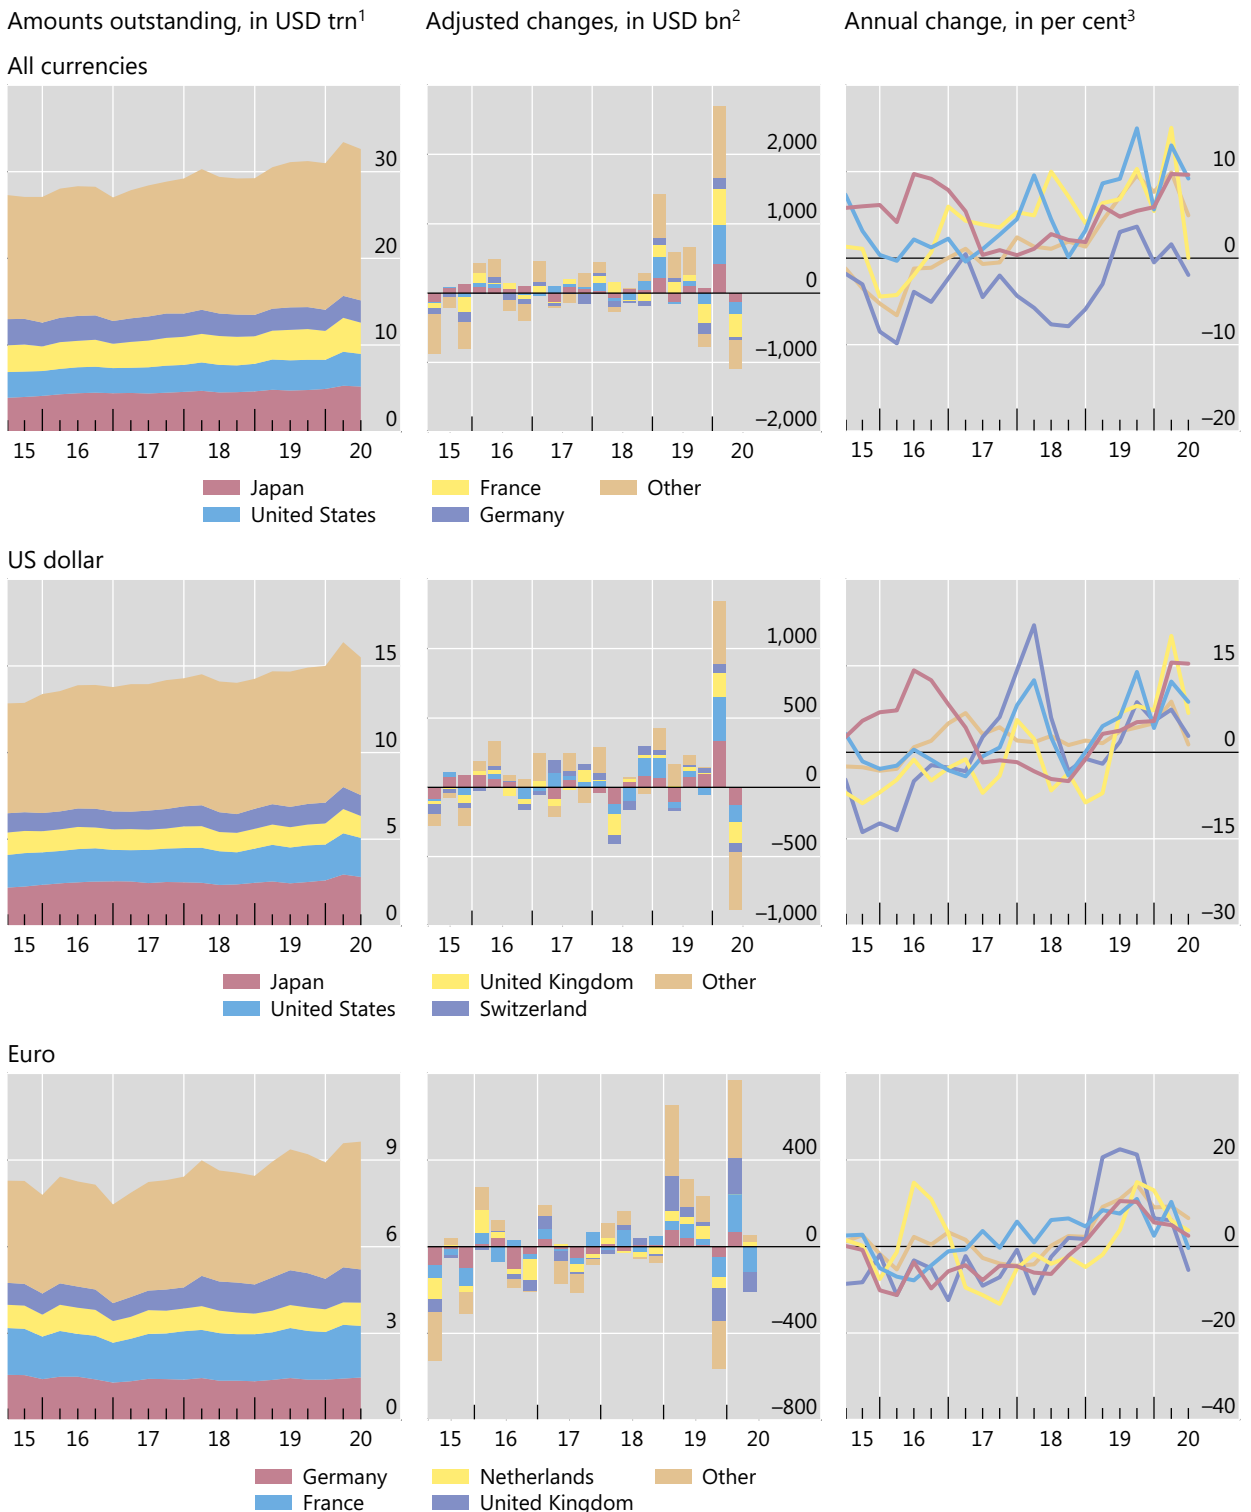 Amounts outstanding, in USD trn¹ Adjusted changes, in USD bn² Annual change, in per cent³
All currencies
30
20
10
0
15 16 17 18 19 20
2,000
1,000
0
–1,000
–2,000
15 16 17 18 19 20
10
0
–10
–20
15 16 17 18 19 20
Japan France Other
United States Germany
US dollar
15
10
5
0
15 16 17 18 19 20
1,000
500
0
–500
–1,000
15 16 17 18 19 20
15
0
–15
–30
15 16 17 18 19 20
Japan United Kingdom Other
United States Switzerland
Euro
9
6
3
0
15 16 17 18 19 20
400
0
–400
–800
15 16 17 18 19 20
20
0
–20
–40
15 16 17 18 19 20
Germany Netherlands Other
France United Kingdom